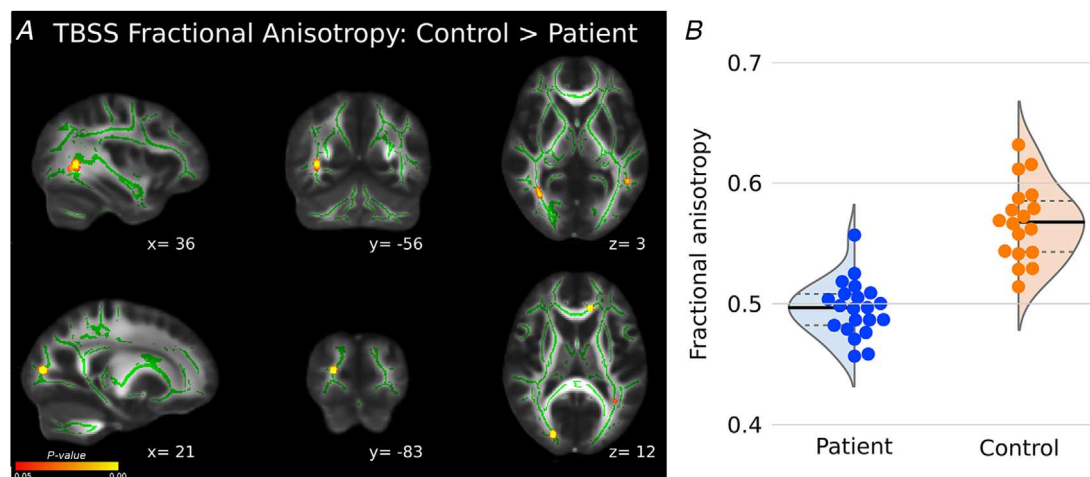 A TBSS Fractional Anisotropy: Control > Patient
x= 36
y= -56
z= 3
x= 21
y= -83
z= 12
P-value
0.05 0.00
B
Fractional anisotropy
0.7
0.6
0.5
0.4
Patient
Control